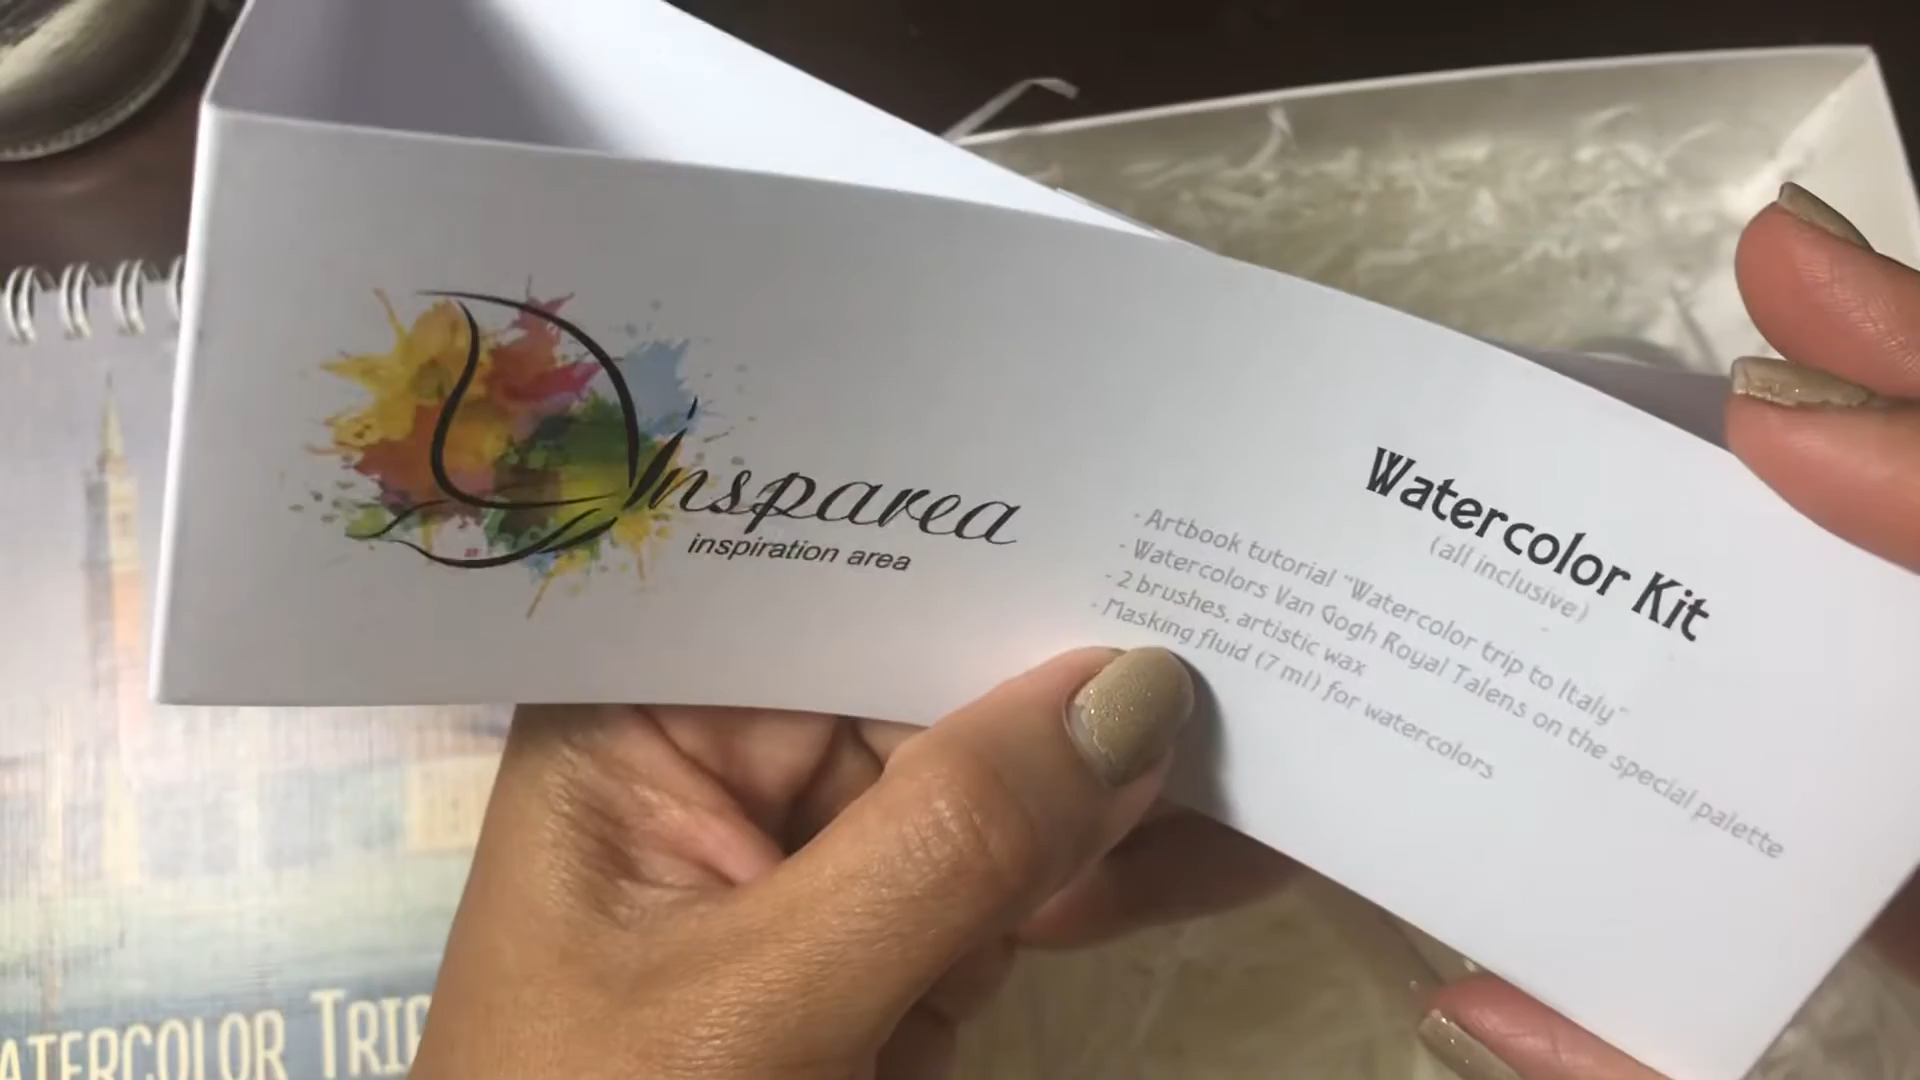 Insparea
inspiration area
Watercolor Kit
(all inclusive)
- Artbook tutorial "Watercolor trip to Italy"
- Watercolors Van Gogh Royal Talens on the special palette
- 2 brushes, artistic wax
- Masking fluid (7 ml) for watercolors
ATERCOLOR TRIP